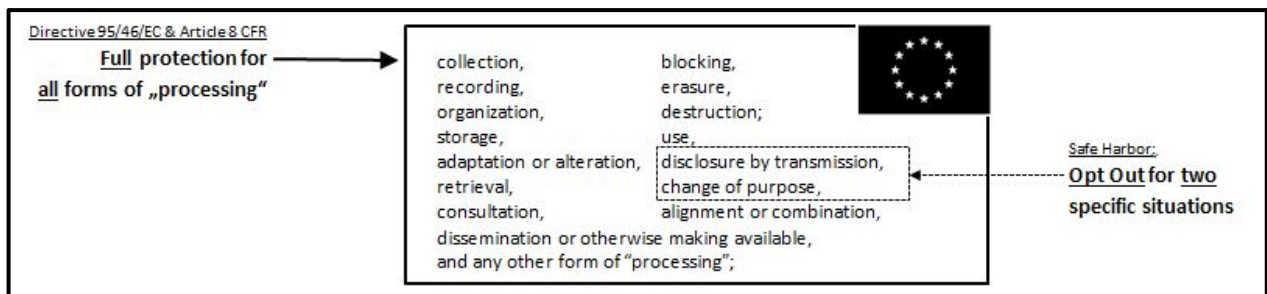 Directive 95/46/EC & Article 8 CFR
Full protection for
all forms of „processing“
collection,
recording,
organization,
storage,
adaptation or alteration,
retrieval,
consultation,
blocking,
erasure,
destruction;
use,
disclosure by transmission,
change of purpose,
alignment or combination,
dissemination or otherwise making available,
and any other form of “processing”;
Safe Harbor:,
Opt Out for two
specific situations